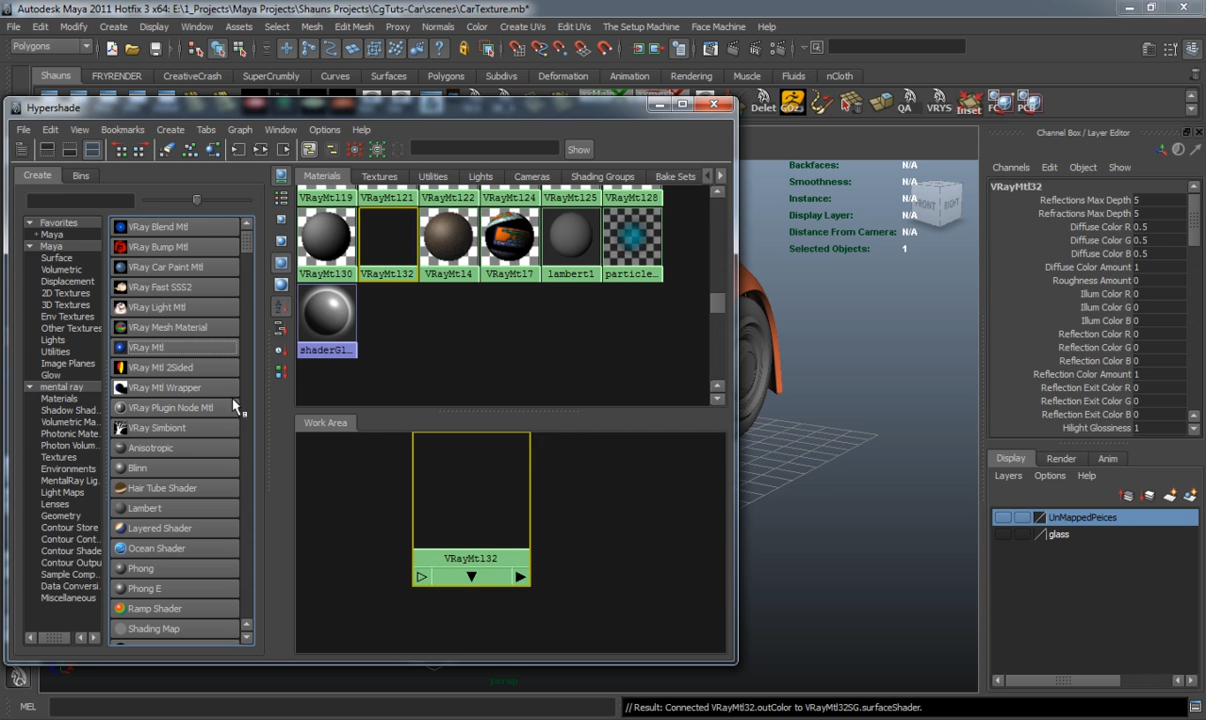 Autodesk Maya 2011 Hotfix 3 x64: E:\1_Projects\Maya Projects\Shauns Projects\CgTuts-Car\scenes\CarTexture.mb*
File Edit Modify Create Display Window Assets Select Mesh Edit Mesh Proxy Normals Color Create UVs Edit UVs The Setup Machine Face Machine Help
Polygons
Shauns FRYRENDER CreativeCrash SuperCrumbly Curves Surfaces Polygons Subdivs Deformation Animation Rendering Muscle Fluids nCloth
Delet GOz3 QA VRYS Inset FC PCB
Hypershade
File Edit View Bookmarks Create Tabs Graph Window Options Help
Show
Create Bins
Favorites
Maya
Maya
Surface
Volumetric
Displacement
2D Textures
3D Textures
Env Textures
Other Textures
Lights
Utilities
Image Planes
Glow
mental ray
Materials
Shadow Shad...
Volumetric Ma...
Photonic Mate...
Photon Volum...
Textures
Environments
MentalRay Lig...
Light Maps
Lenses
Geometry
Contour Store
Contour Cont...
Contour Shade
Contour Outpu
Sample Comp...
Data Conversi..
Miscellaneous
VRay Blend Mtl
VRay Bump Mtl
VRay Car Paint Mtl
VRay Fast SSS2
VRay Light Mtl
VRay Mesh Material
VRay Mtl
VRay Mtl 2Sided
VRay Mtl Wrapper
VRay Plugin Node Mtl
VRay Simbiont
Anisotropic
Blinn
Hair Tube Shader
Lambert
Layered Shader
Ocean Shader
Phong
Phong E
Ramp Shader
Shading Map
Materials Textures Utilities Lights Cameras Shading Groups Bake Sets
VRayMtl19 VRayMtl21 VRayMtl22 VRayMtl24 VRayMtl25 VRayMtl28
VRayMtl30 VRayMtl32 VRayMtl4 VRayMtl7 lambert1 particle...
shaderGl...
Work Area
VRayMtl32
Backfaces: N/A
Smoothness: N/A
Instance: N/A
Display Layer: N/A
Distance From Camera: N/A
Selected Objects: 1
FRONT RIGHT
persp
Channel Box / Layer Editor
Channels Edit Object Show
VRayMtl32
Reflections Max Depth 5
Refractions Max Depth 5
Diffuse Color R 0.5
Diffuse Color G 0.5
Diffuse Color B 0.5
Diffuse Color Amount 1
Roughness Amount 0
Illum Color R 0
Illum Color G 0
Illum Color B 0
Reflection Color R 0
Reflection Color G 0
Reflection Color B 0
Reflection Color Amount 1
Reflection Exit Color R 0
Reflection Exit Color G 0
Reflection Exit Color B 0
Hilight Glossiness 1
Display Render Anim
Layers Options Help
UnMappedPeices
glass
MEL
// Result: Connected VRayMtl32.outColor to VRayMtl32SG.surfaceShader.